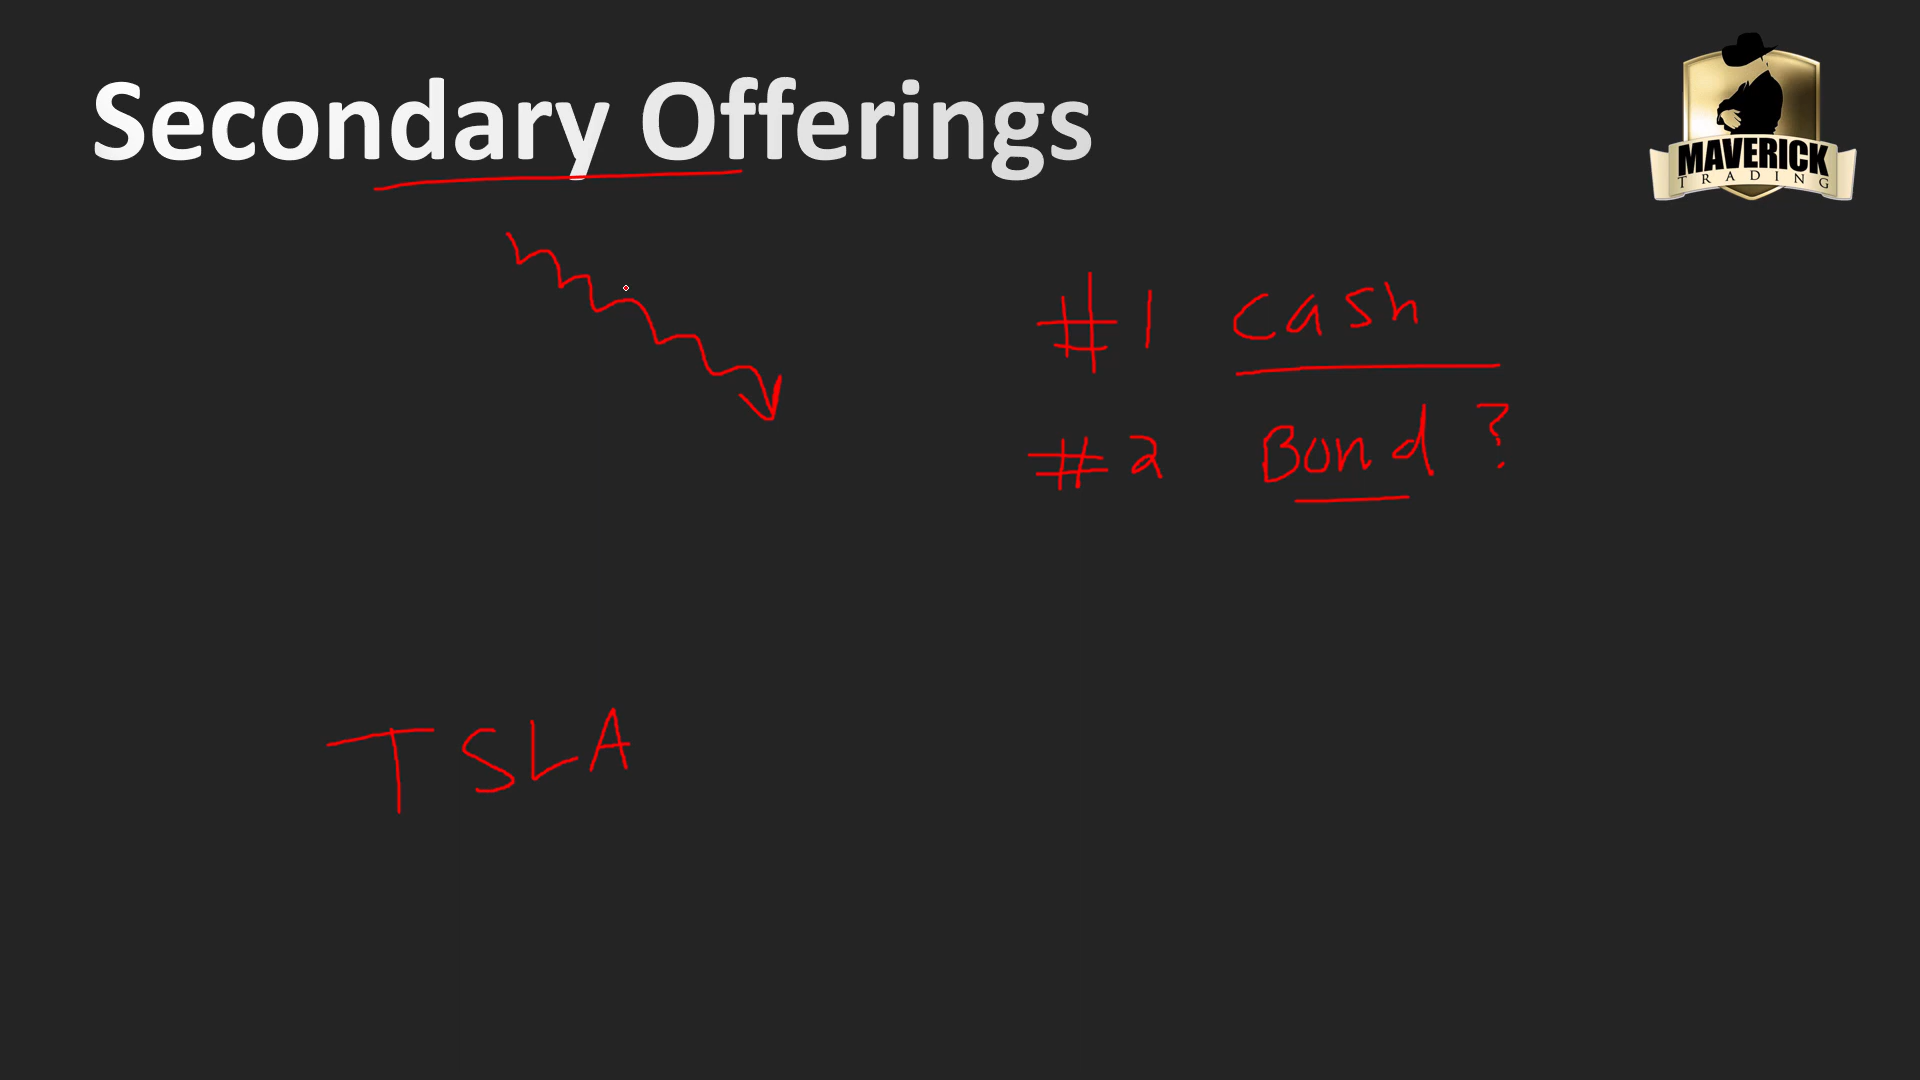 Secondary Offerings
MAVERICK
TRADING
#1 cash
#2 Bond?
TSLA